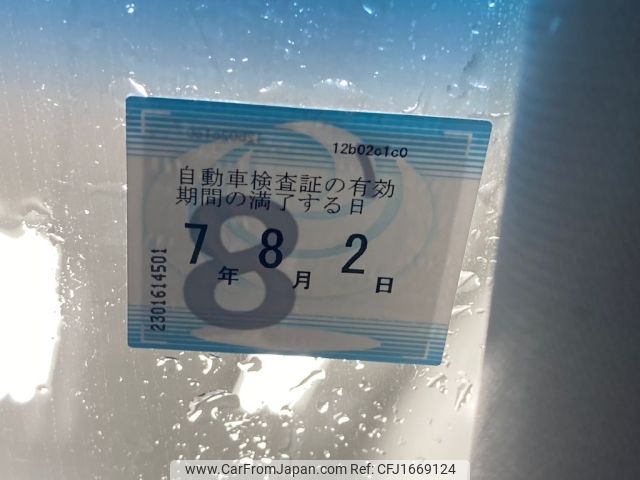 12b02c1c0
自動車検査証の有効
期間の満了する日
7年 8月 2日
8
2301614501
www.CarFromJapan.com Ref:CFJ1669124